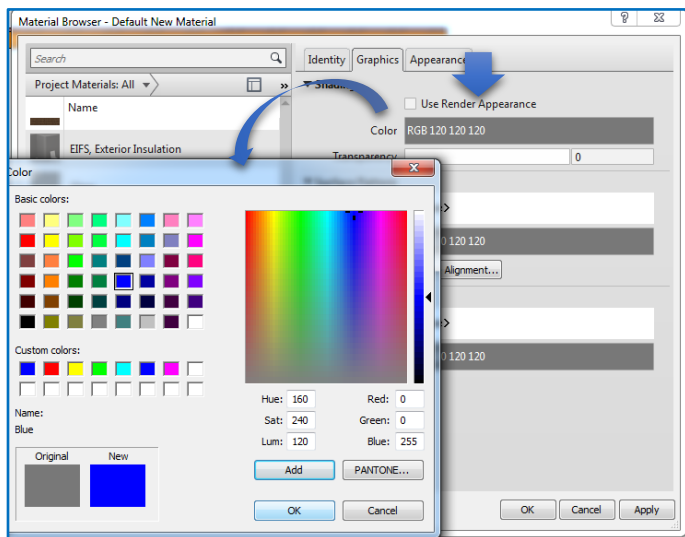 Material Browser - Default New Material
Search
Project Materials: All
»
Name
EIFS, Exterior Insulation
Identity
Graphics
Appearance
Use Render Appearance
Color
RGB 120 120 120
Transparency
0
0 120 120
Alignment...
0 120 120
OK
Cancel
Apply
Color
Basic colors:
Custom colors:
Name:
Blue
Original
New
Hue: 160
Red: 0
Sat: 240
Green: 0
Lum: 120
Blue: 255
Add
PANTONE...
OK
Cancel